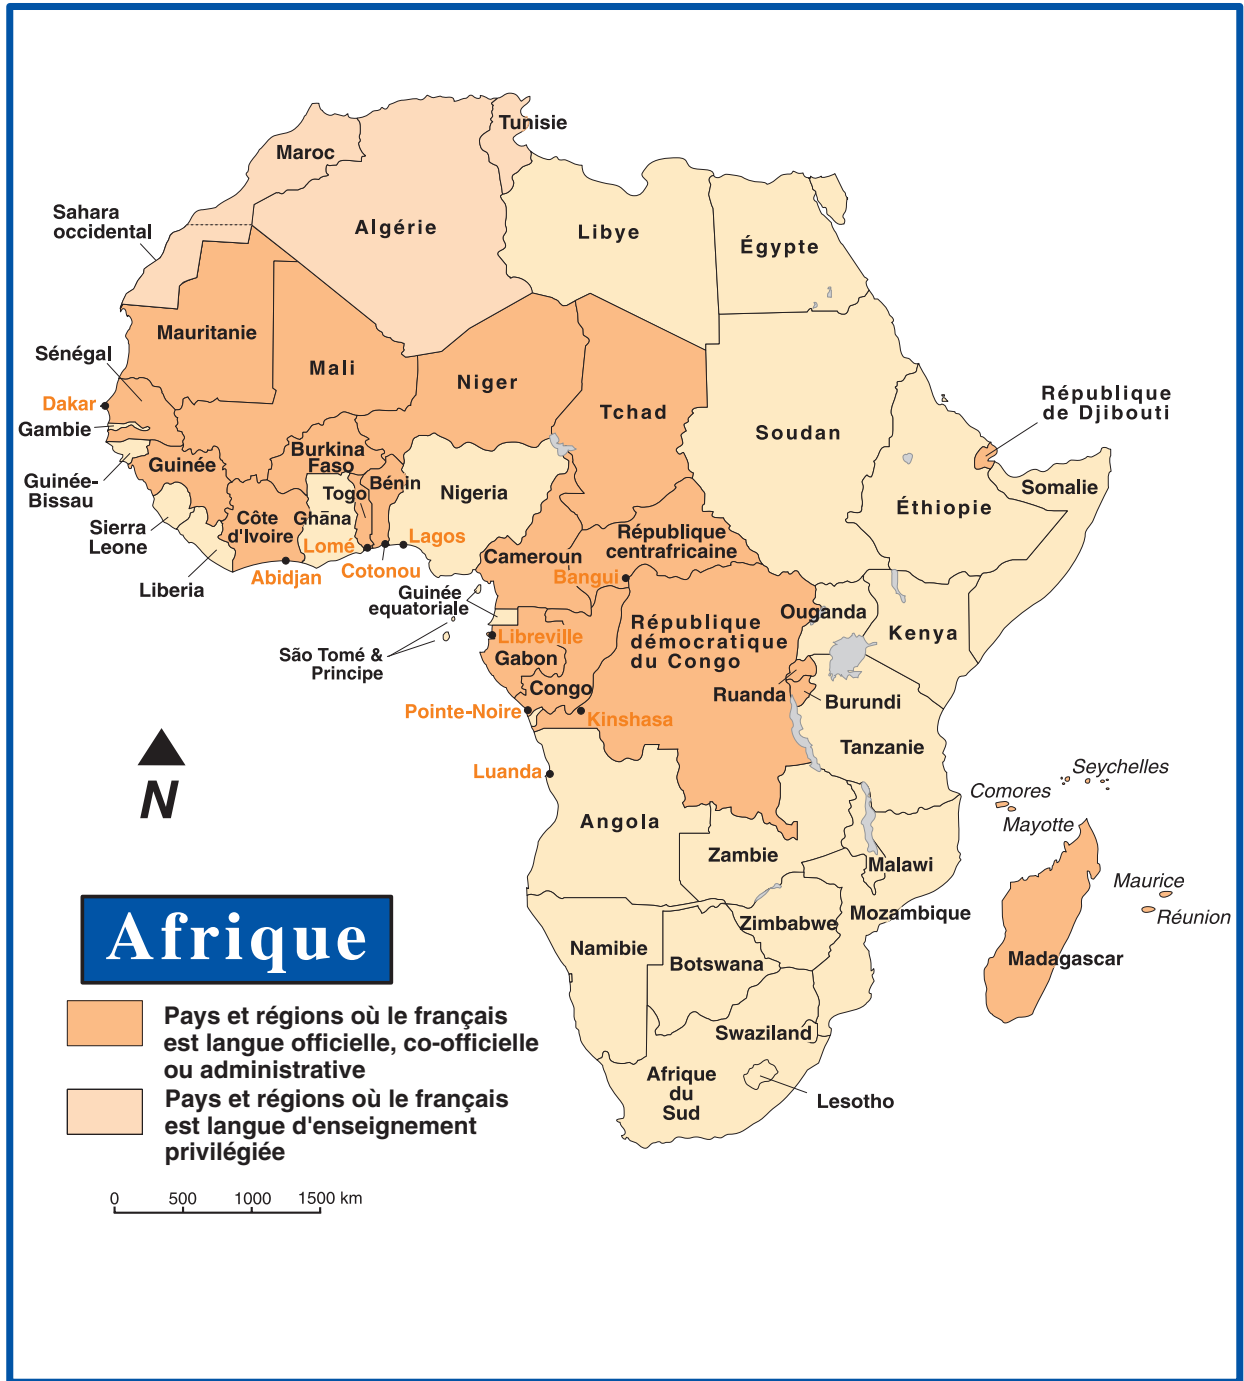 Tunisie
Maroc
Sahara
occidental
Algérie
Libye
Égypte
Mauritanie
Sénégal
Mali
Niger
Tchad
République
de Djibouti
Dakar
Gambie
Soudan
Burkina
Faso
Guinée
Bénin
Guinée-
Bissau
Togo
Nigeria
Somalie
Éthiopie
Côte
d'Ivoire
Ghāna
Sierra
Leone
République
centrafricaine
Lomé
Lagos
Cameroun
Cotonou
Abidjan
Bangui
Liberia
Guinée
equatoriale
Ouganda
République
démocratique
du Congo
Kenya
Libreville
São Tomé &
Principe
Gabon
Congo
Ruanda
Burundi
Pointe-Noire
Kinshasa
Tanzanie
Luanda
Seychelles
Comores
Mayotte
N
Angola
Zambie
Malawi
Maurice
Réunion
Mozambique
Zimbabwe
Afrique
Namibie
Botswana
Madagascar
Pays et régions où le français
est langue officielle, co-officielle
ou administrative
Swaziland
Afrique
du
Sud
Lesotho
Pays et régions où le français
est langue d'enseignement
privilégiée
0 500 1000 1500 km